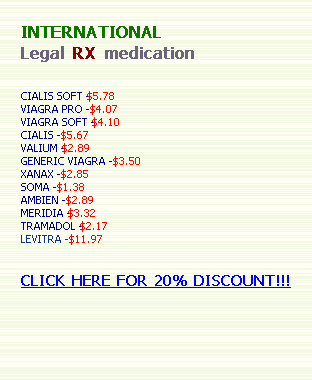 INTERNATIONAL
Legal RX medication
CIALIS SOFT $5.78
VIAGRA PRO -$4.07
VIAGRA SOFT $4.10
CIALIS -$5.67
VALIUM $2.89
GENERIC VIAGRA -$3.50
XANAX -$2.85
SOMA -$1.38
AMBIEN -$2.89
MERIDIA $3.32
TRAMADOL $2.17
LEVITRA -$11.97
CLICK HERE FOR 20% DISCOUNT!!!